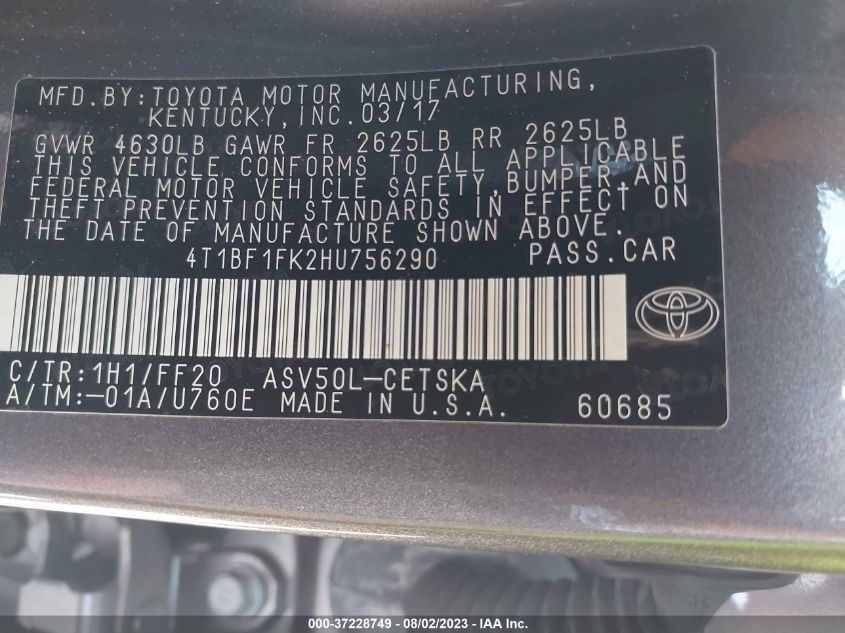 MFD. BY: TOYOTA MOTOR MANUFACTURING,
KENTUCKY, INC. 03/17
GVWR 4630LB GAWR FR 2625LB RR 2625LB
THIS VEHICLE CONFORMS TO ALL APPLICABLE
FEDERAL MOTOR VEHICLE SAFETY, BUMPER, AND
THEFT PREVENTION STANDARDS IN EFFECT ON
THE DATE OF MANUFACTURE SHOWN ABOVE.
4T1BF1FK2HU756290 PASS. CAR
C/TR: 1H1/FF20 ASV50L-CETSKA
A/TM: -01A/U760E MADE IN U.S.A. 60685
000-37228749 - 08/02/2023 - IAA Inc.